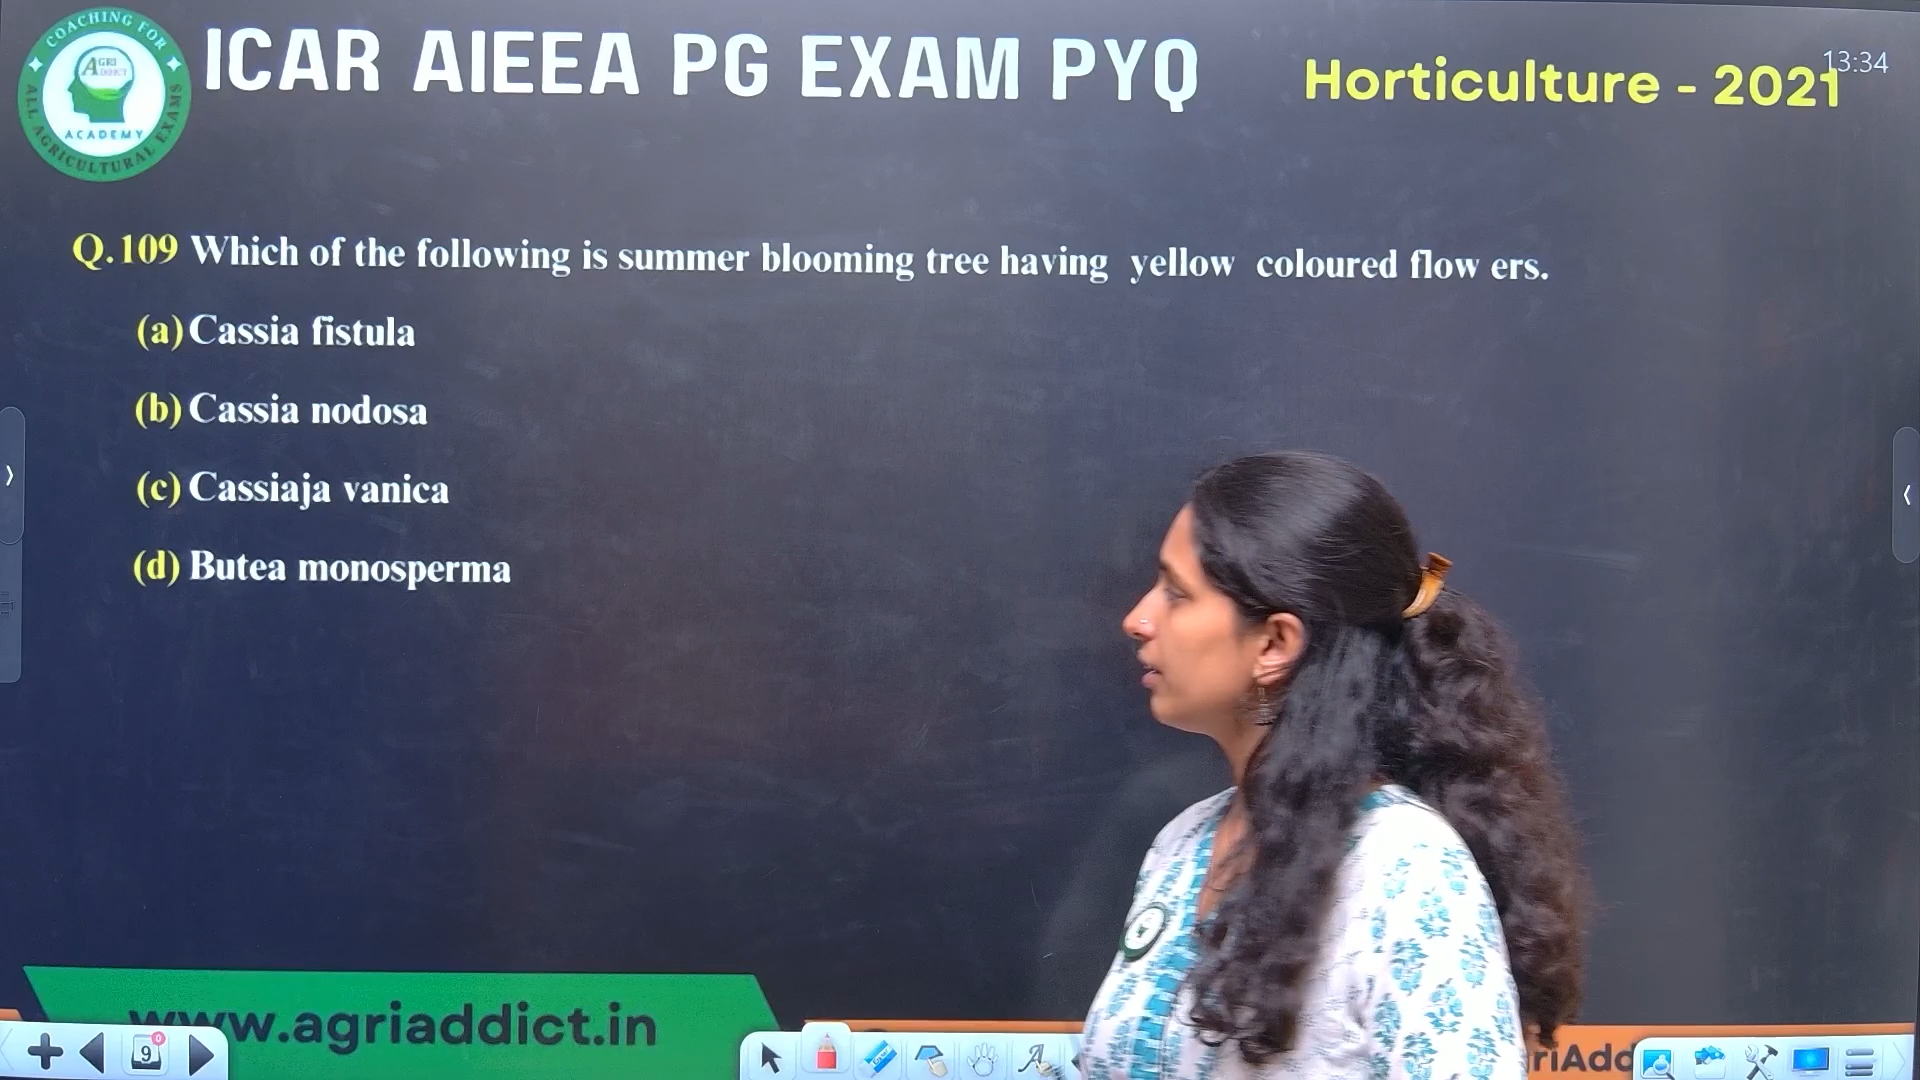 COACHING FOR
AGRI
ADDICT
ACADEMY
ALL AGRICULTURAL EXAMS
ICAR AIEEA PG EXAM PYQ
Horticulture - 2021
13:34
Q.109 Which of the following is summer blooming tree having yellow coloured flow ers.
(a) Cassia fistula
(b) Cassia nodosa
(c) Cassiaja vanica
(d) Butea monosperma
www.agriaddict.in
9
0
A
riAdd